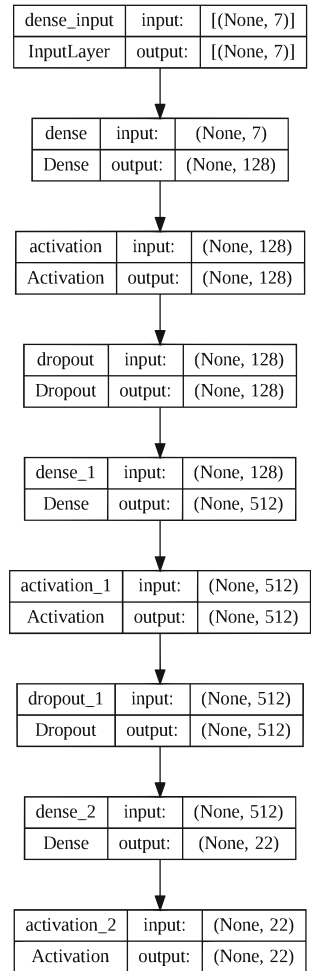 dense_input input: [(None, 7)]
InputLayer output: [(None, 7)]
dense input: (None, 7)
Dense output: (None, 128)
activation input: (None, 128)
Activation output: (None, 128)
dropout input: (None, 128)
Dropout output: (None, 128)
dense_1 input: (None, 128)
Dense output: (None, 512)
activation_1 input: (None, 512)
Activation output: (None, 512)
dropout_1 input: (None, 512)
Dropout output: (None, 512)
dense_2 input: (None, 512)
Dense output: (None, 22)
activation_2 input: (None, 22)
Activation output: (None, 22)